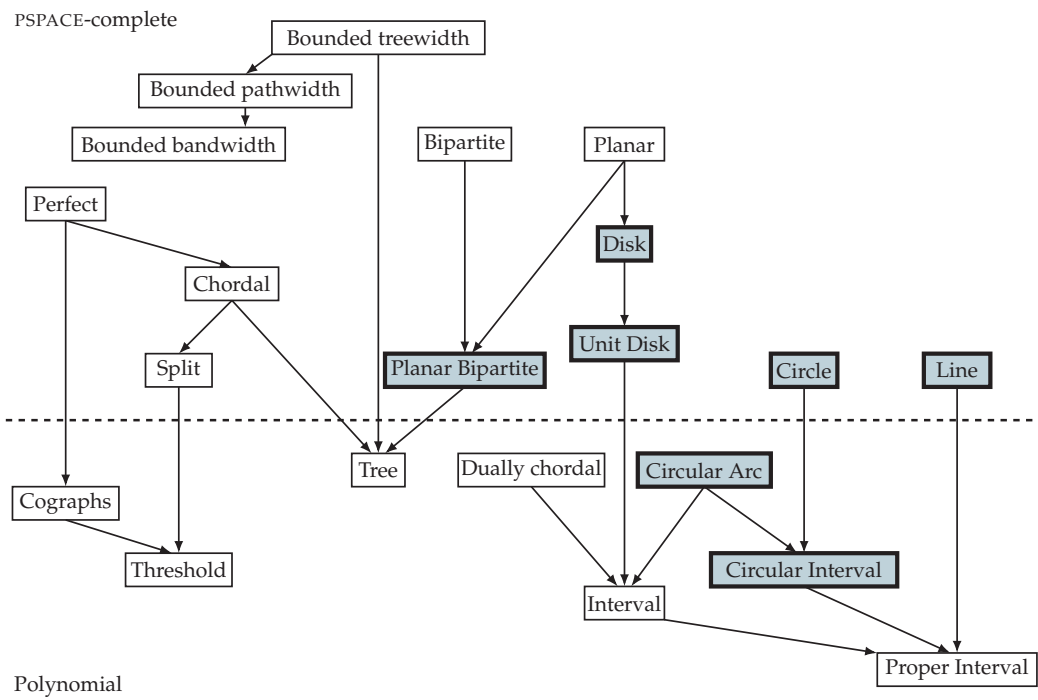 PSPACE-complete
Bounded treewidth
Bounded pathwidth
Bounded bandwidth
Bipartite
Planar
Perfect
Disk
Chordal
Unit Disk
Split
Planar Bipartite
Circle
Line
Tree
Dually chordal
Circular Arc
Cographs
Threshold
Circular Interval
Interval
Proper Interval
Polynomial